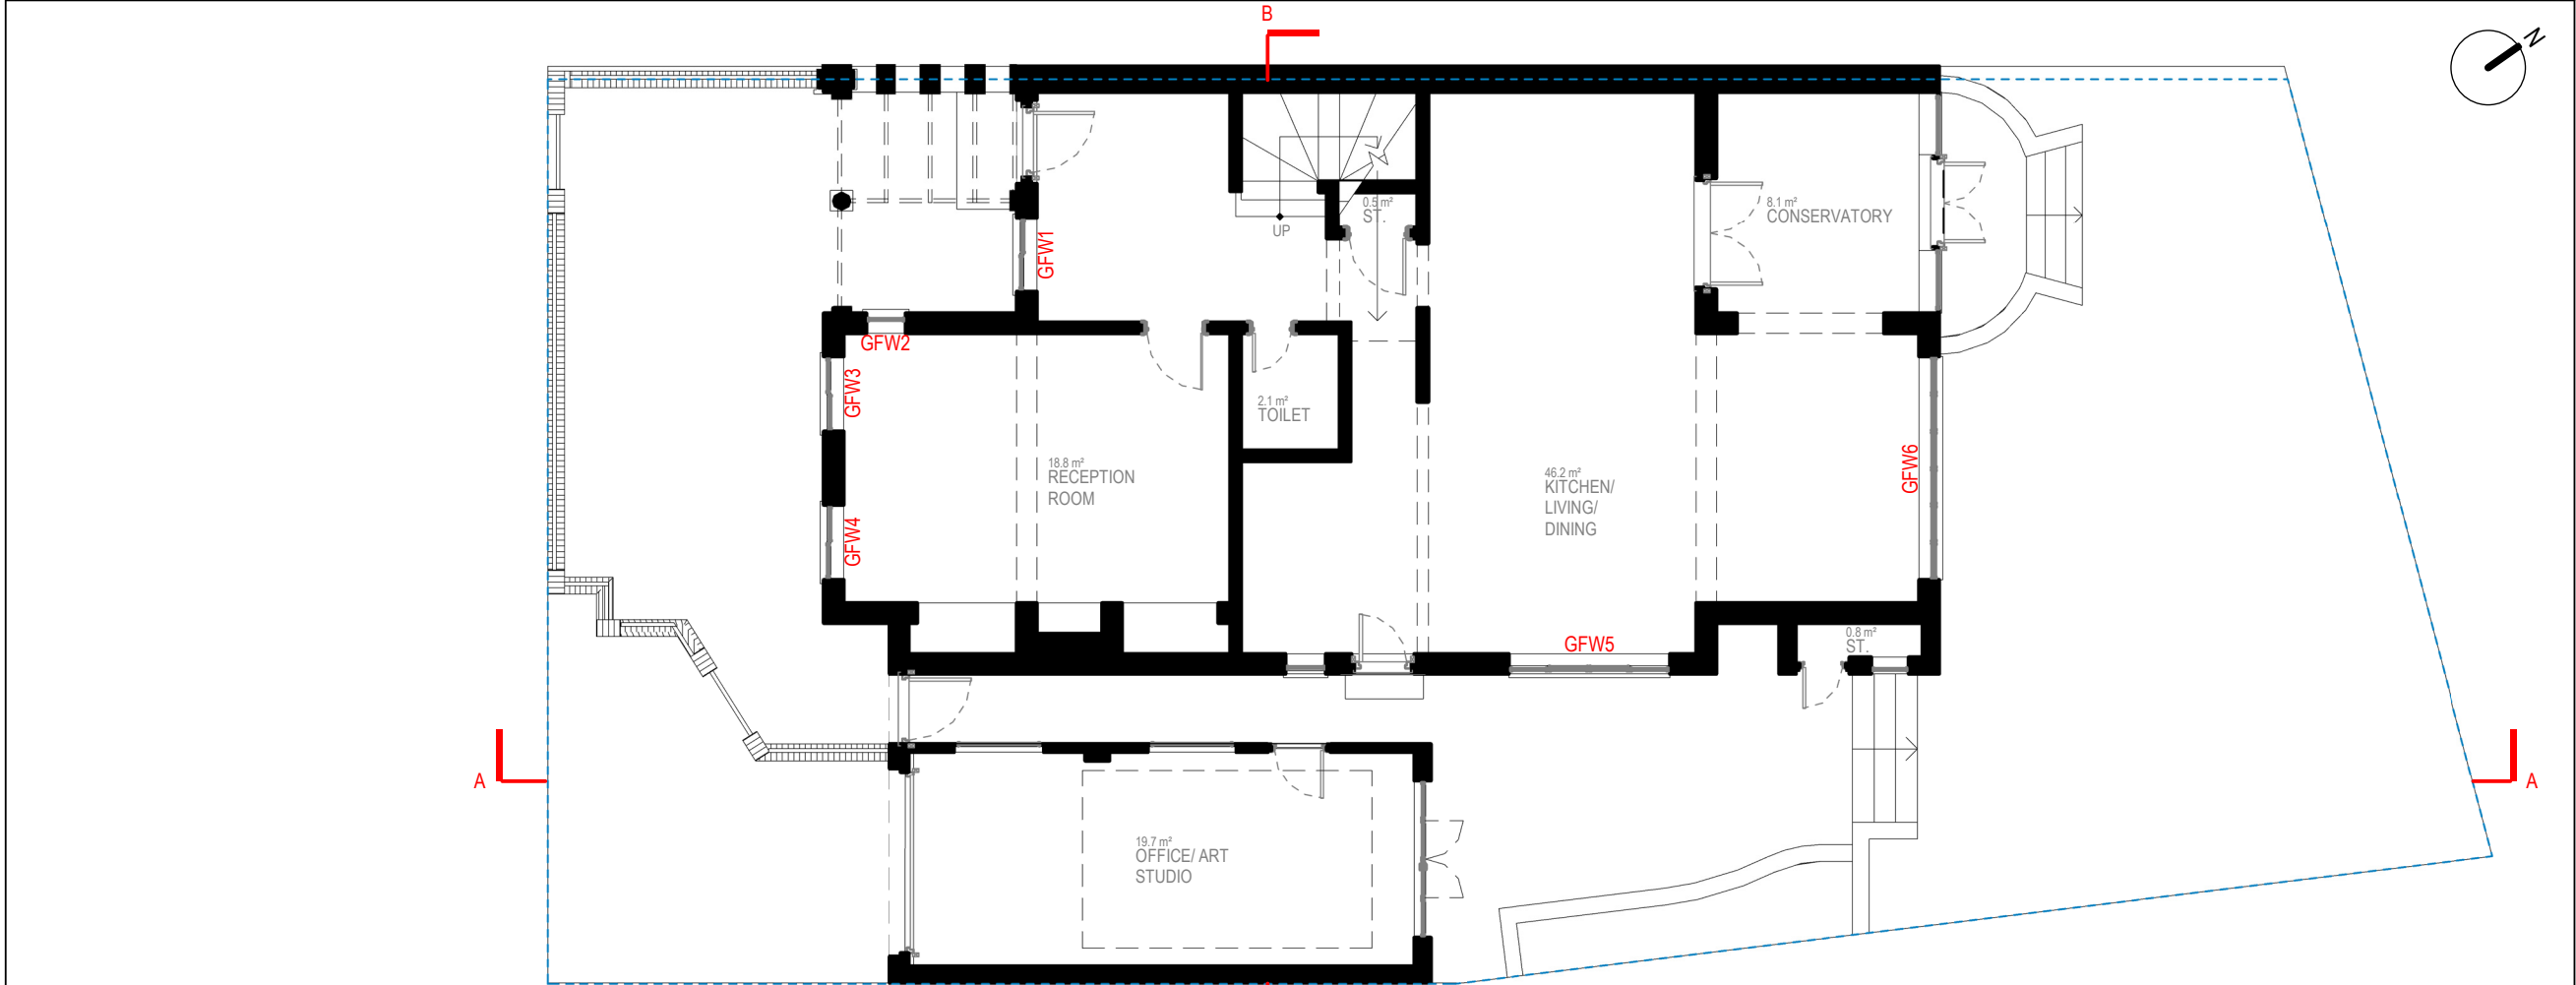 B
N
0.5 m²
ST.
8.1 m²
CONSERVATORY
UP
GFW1
GFW2
GFW3
2.1 m²
TOILET
18.8 m²
RECEPTION
ROOM
46.2 m²
KITCHEN/
LIVING/
DINING
GFW6
GFW4
GFW5
0.8 m²
ST.
A
A
19.7 m²
OFFICE/ ART
STUDIO